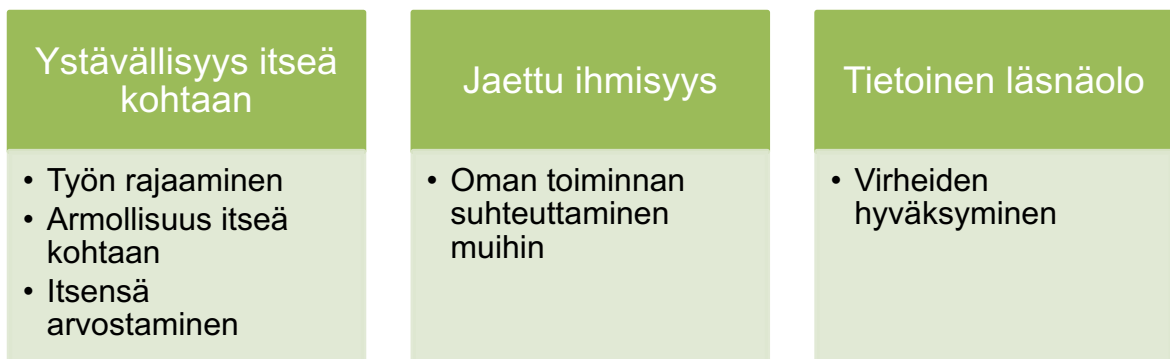 Ystävällisyys itseä
kohtaan
• Työn rajaaminen
• Armollisuus itseä
kohtaan
• Itsensä
arvostaminen
Jaettu ihmisyys
• Oman toiminnan
suhteuttaminen
muihin
Tietoinen läsnäolo
• Virheiden
hyväksyminen